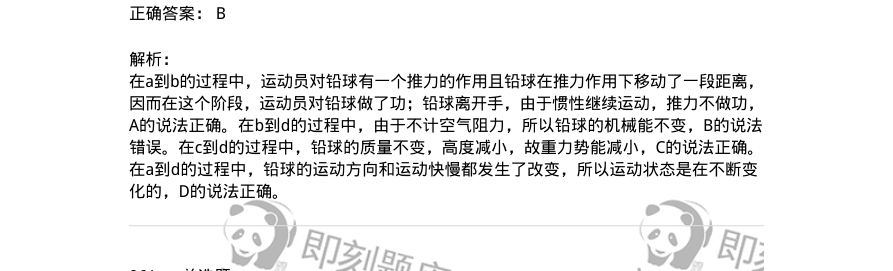 正确答案： B
解析：
在a到b的过程中，运动员对铅球有一个推力的作用且铅球在推力作用下移动了一段距离，
因而在这个阶段，运动员对铅球做了功；铅球离开手，由于惯性继续运动，推力不做功，
A的说法正确。在b到d的过程中，由于不计空气阻力，所以铅球的机械能不变，B的说法
错误。在c到d的过程中，铅球的质量不变，高度减小，故重力势能减小，C的说法正确。
在a到d的过程中，铅球的运动方向和运动快慢都发生了改变，所以运动状态是在不断变
化的，D的说法正确。
即刻题库
即刻